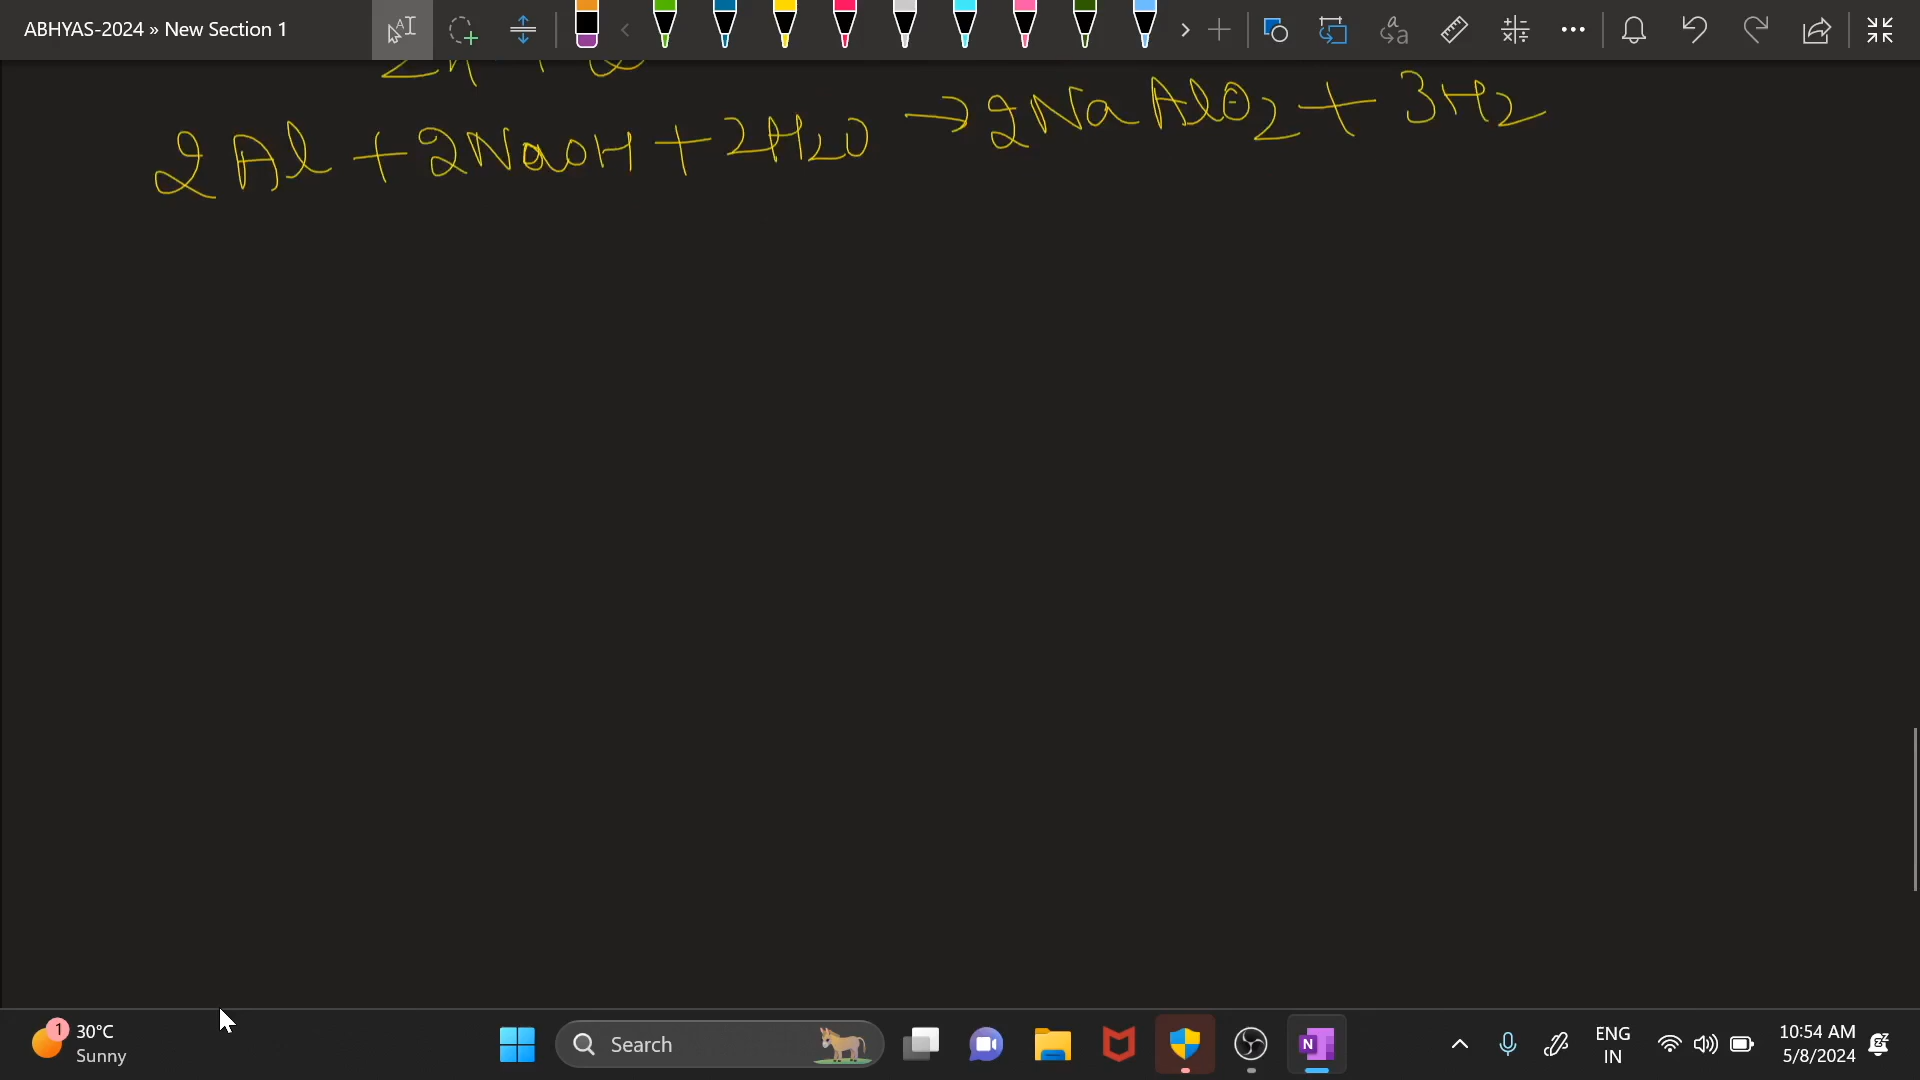 ABHYAS-2024 » New Section 1
2Al + 2NaOH + 2H2O → 2NaAlO2 + 3H2
1
30°C
Sunny
Search
ENG
IN
10:54 AM
5/8/2024